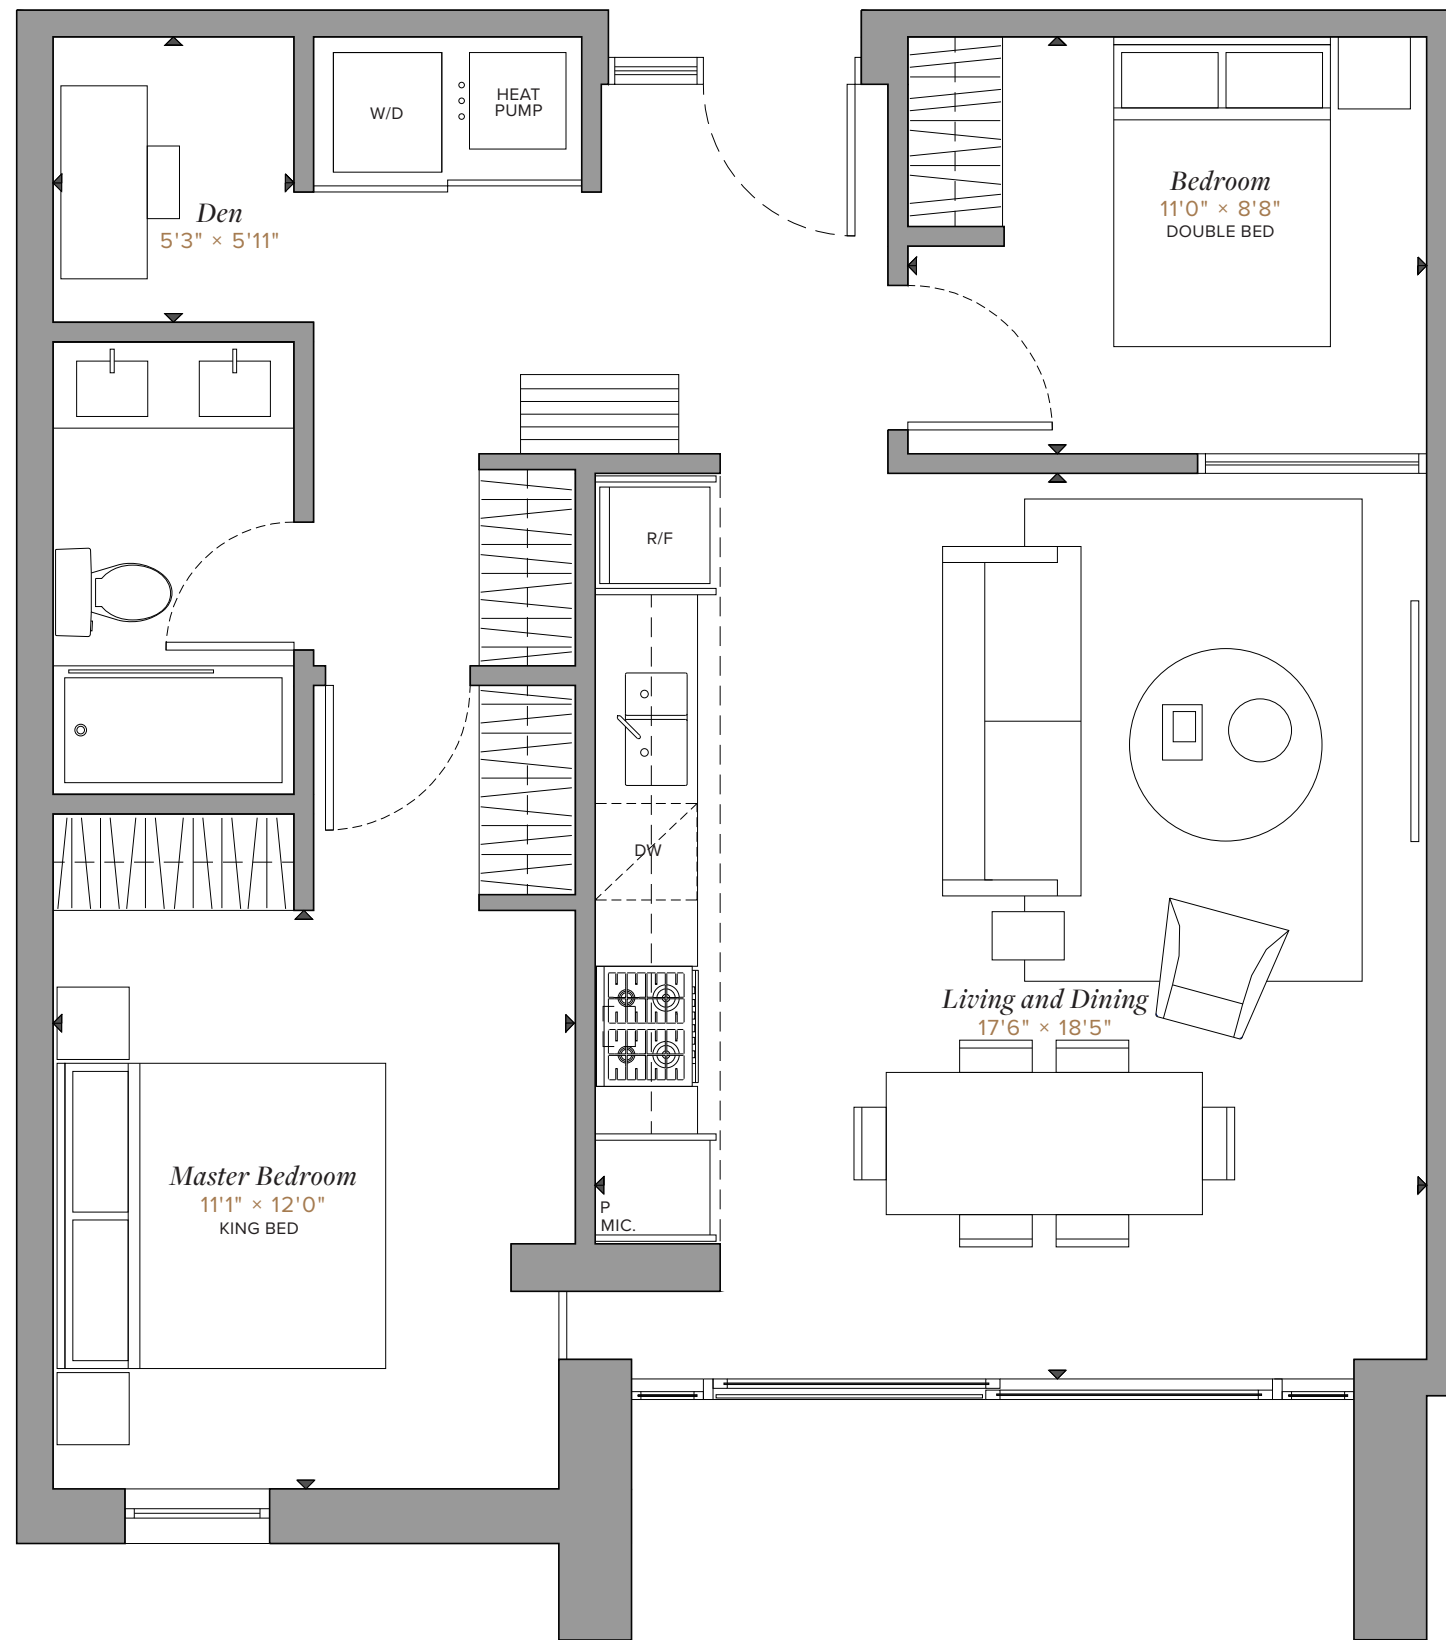 W/D
HEAT
PUMP
Bedroom
11'0" × 8'8"
DOUBLE BED
Den
5'3" × 5'11"
R/F
DW
Living and Dining
17'6" × 18'5"
Master Bedroom
11'1" × 12'0"
KING BED
P
MIC.